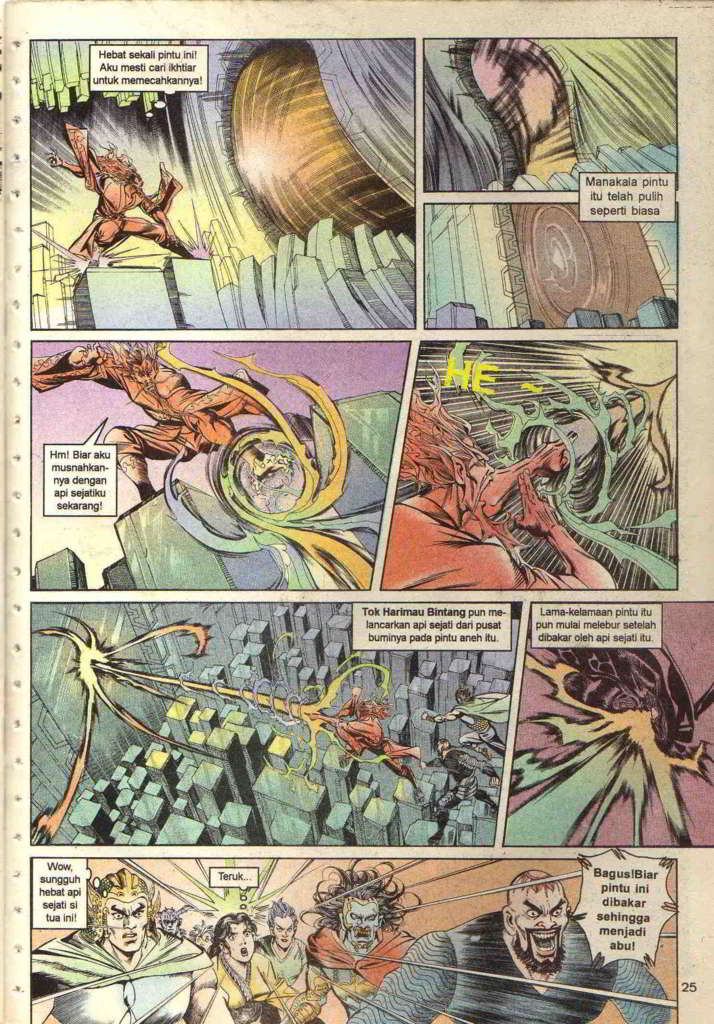 Hebat sekali pintu ini!
Aku mesti cari ikhtiar
untuk memecahkannya!
Manakala pintu
itu telah pulih
seperti biasa
Hm! Biar aku
musnahkan-
nya dengan
api sejatiku
sekarang!
HE ~
Tok Harimau Bintang pun me-
lancarkan api sejati dari pusat
buminya pada pintu aneh itu.
Lama-kelamaan pintu itu
pun mulai melebur setelah
dibakar oleh api sejati itu.
Wow,
sungguh
hebat api
sejati si
tua ini!
Teruk...
Bagus!Biar
pintu ini
dibakar
sehingga
menjadi
abu!
25